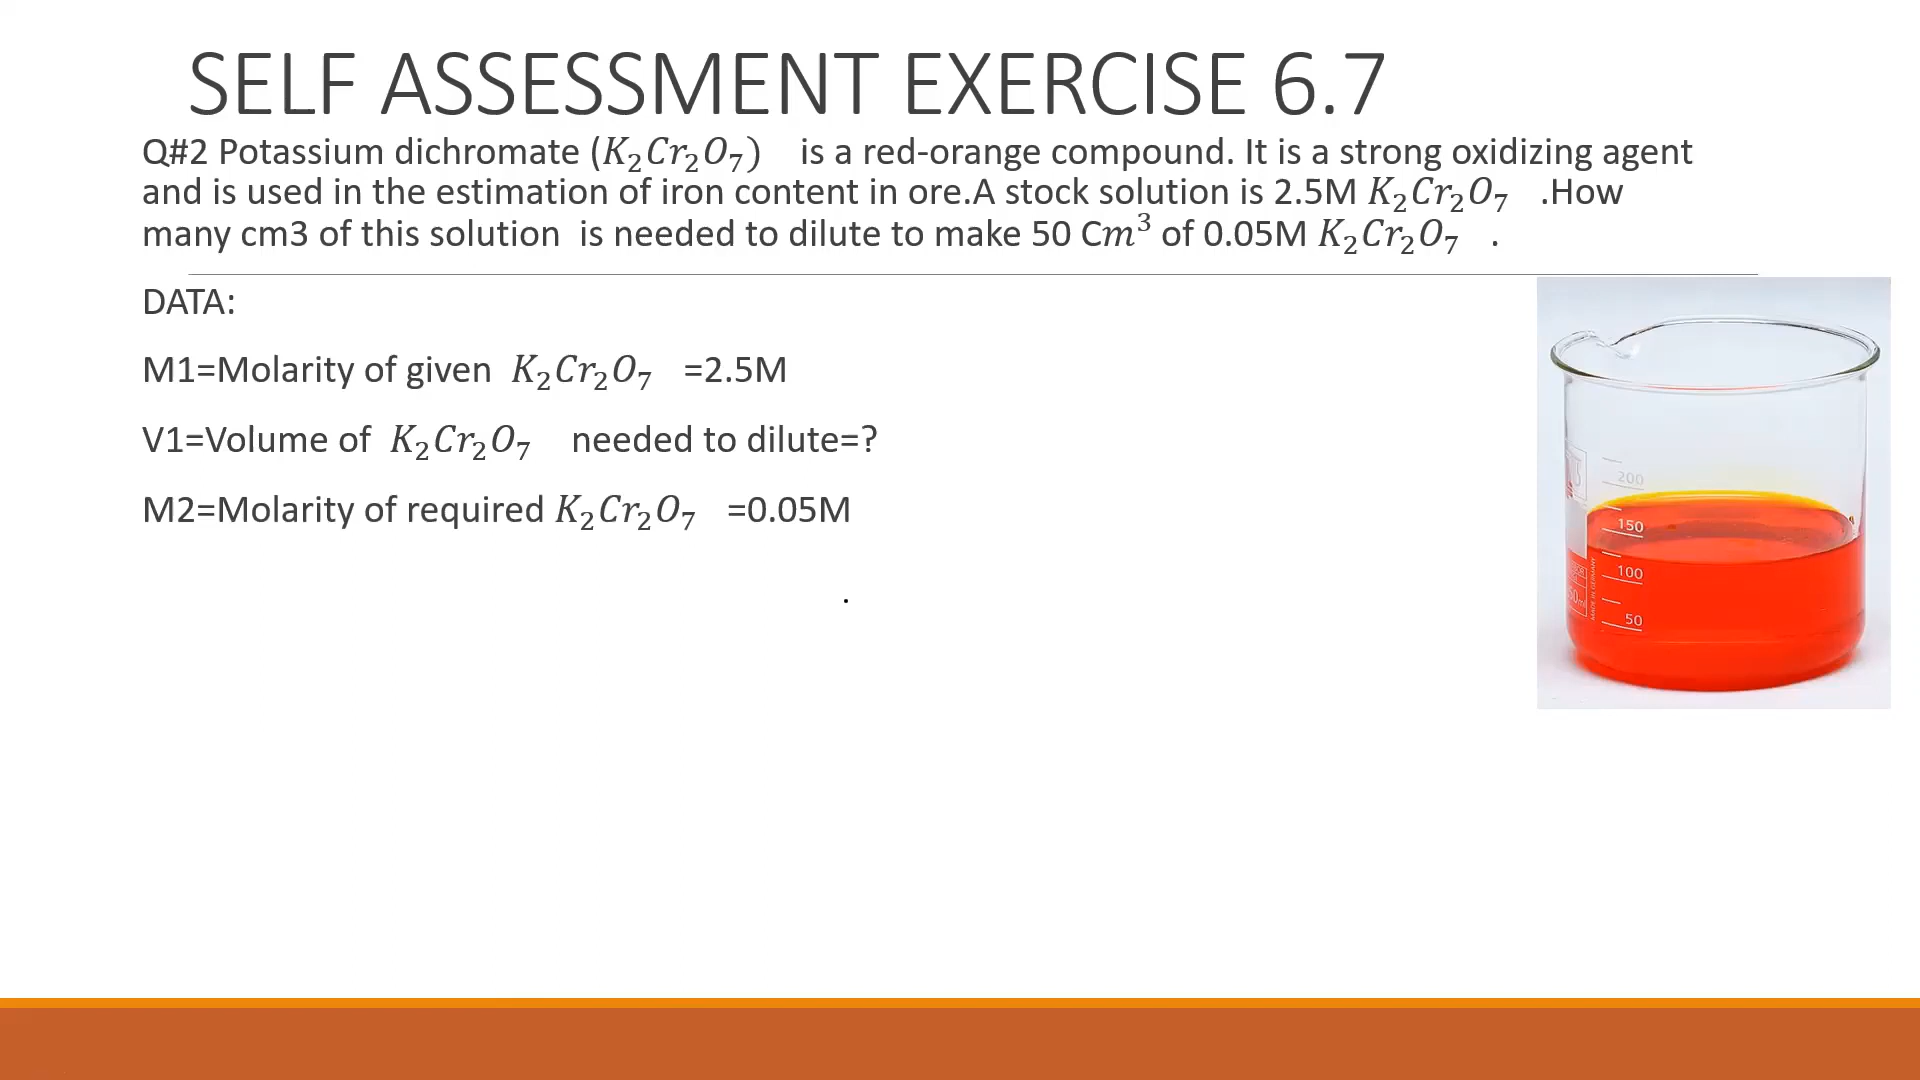 SELF ASSESSMENT EXERCISE 6.7
Q#2 Potassium dichromate (K₂Cr₂O₇) is a red-orange compound. It is a strong oxidizing agent
and is used in the estimation of iron content in ore.A stock solution is 2.5M K₂Cr₂O₇ .How
many cm3 of this solution is needed to dilute to make 50 Cm³ of 0.05M K₂Cr₂O₇ .
DATA:
M1=Molarity of given K₂Cr₂O₇ =2.5M
V1=Volume of K₂Cr₂O₇ needed to dilute=?
M2=Molarity of required K₂Cr₂O₇ =0.05M
.
200
150
100
50
MADE IN GERMANY